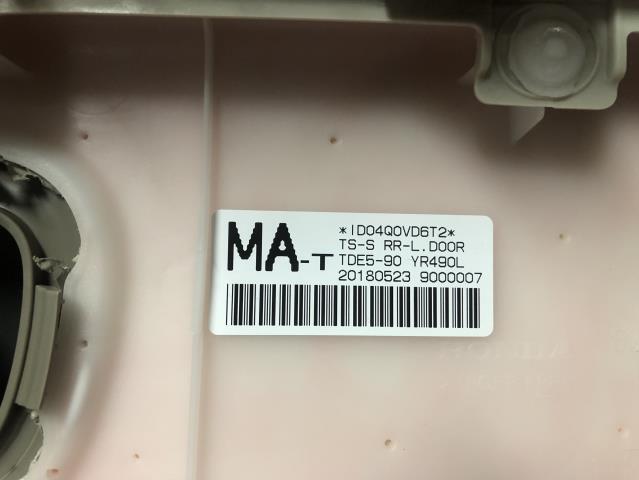 MA-T
*ID04Q0VD6T2*
TS-S RR-L.DOOR
TDE5-90 YR490L
20180523 9000007